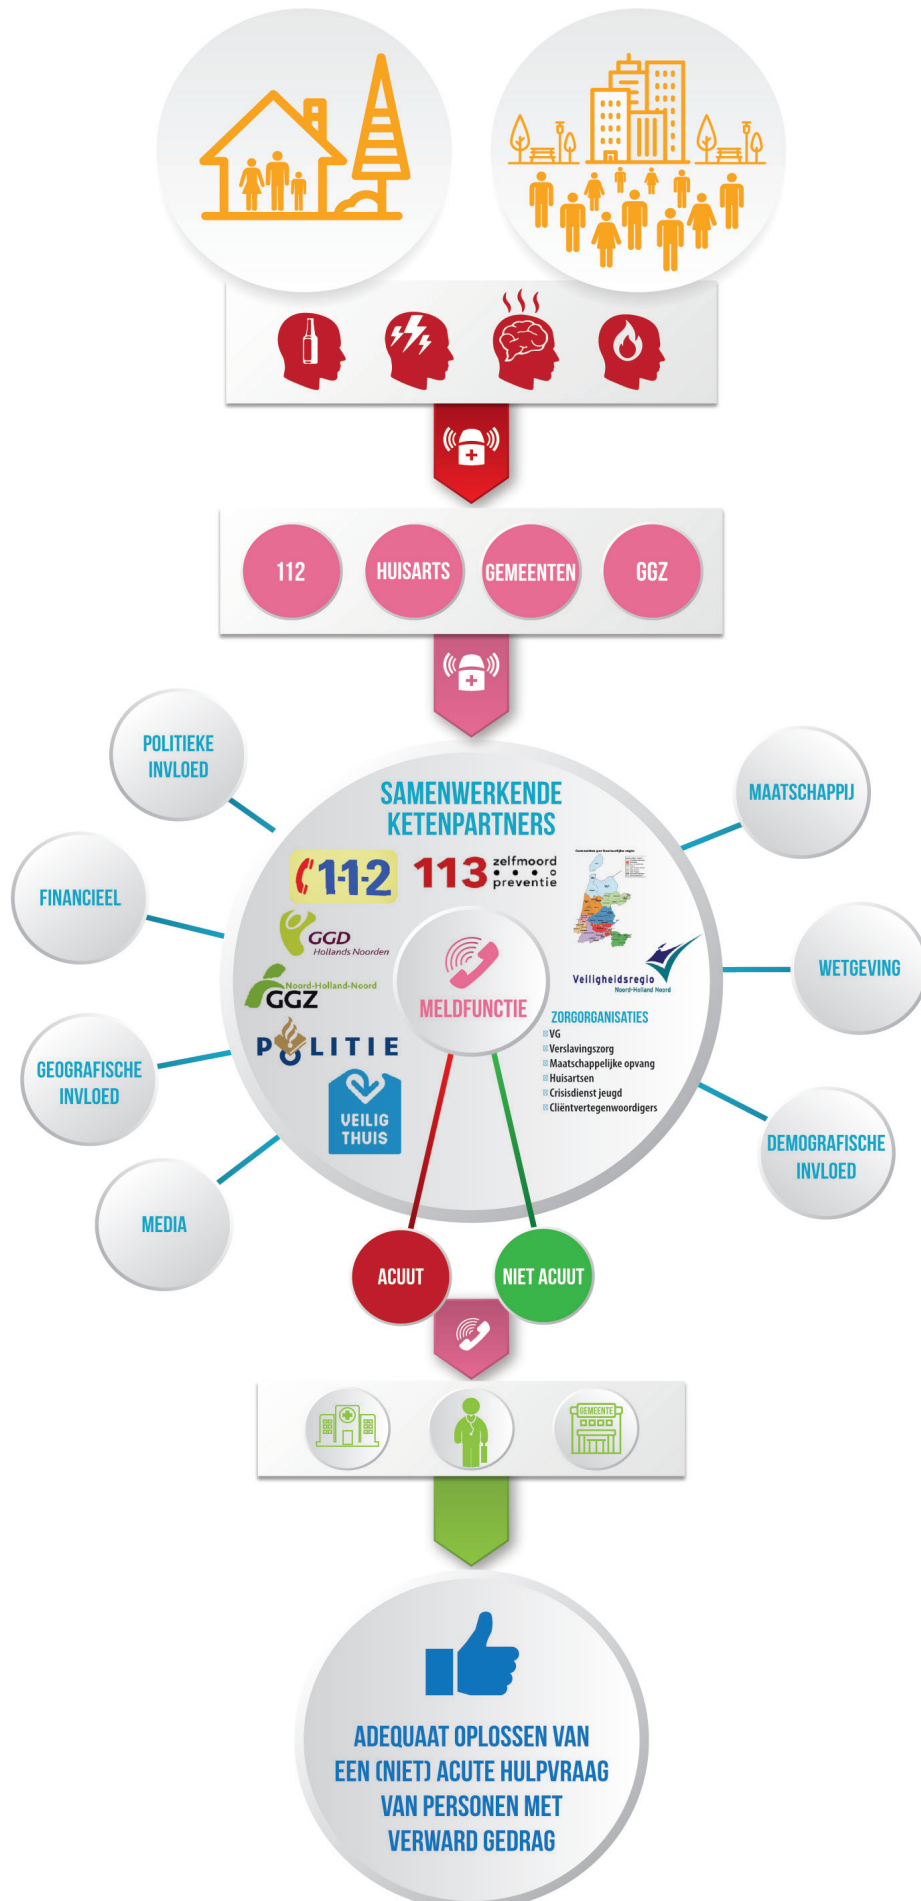 112
HUISARTS
GEMEENTEN
GGZ
POLITIEKE
INVLOED
FINANCIEEL
GEOGRAFISCHE
INVLOED
MEDIA
SAMENWERKENDE
KETENPARTNERS
1-1-2
113 zelfmoord
preventie
GGD
Hollands Noorden
Noord-Holland-Noord
GGZ
POLITIE
VEILIG
THUIS
MELDFUNCTIE
Veiligheidsregio
Noord-Holland Noord
ZORGORGANISATIES
VG
Verslavingszorg
Maatschappelijke opvang
Huisartsen
Crisisdienst jeugd
Cliëntvertegenwoordigers
MAATSCHAPPIJ
WETGEVING
DEMOGRAFISCHE
INVLOED
ACUUT
NIET ACUUT
GEMEENTE
ADEQUAAT OPLOSSEN VAN
EEN (NIET) ACUTE HULPVRAAG
VAN PERSONEN MET
VERWARD GEDRAG